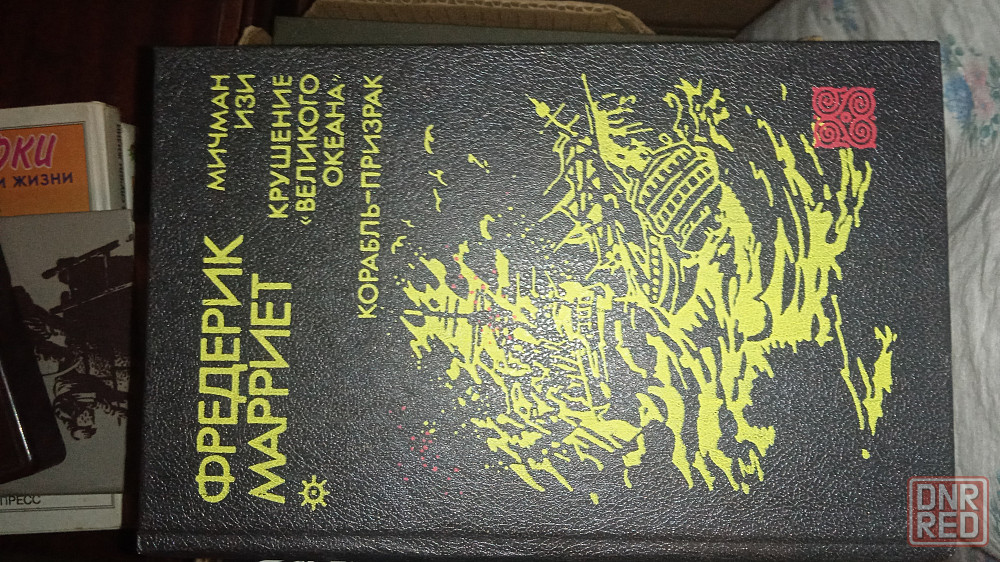 ФРЕДЕРИК
МАРРИЕТ
МИЧМАН
ИЗИ
КРУШЕНИЕ
«ВЕЛИКОГО
ОКЕАНА»
КОРАБЛЬ-ПРИЗРАК
ОКИ
И ЖИЗНИ
ПРЕСС
DNR
RED